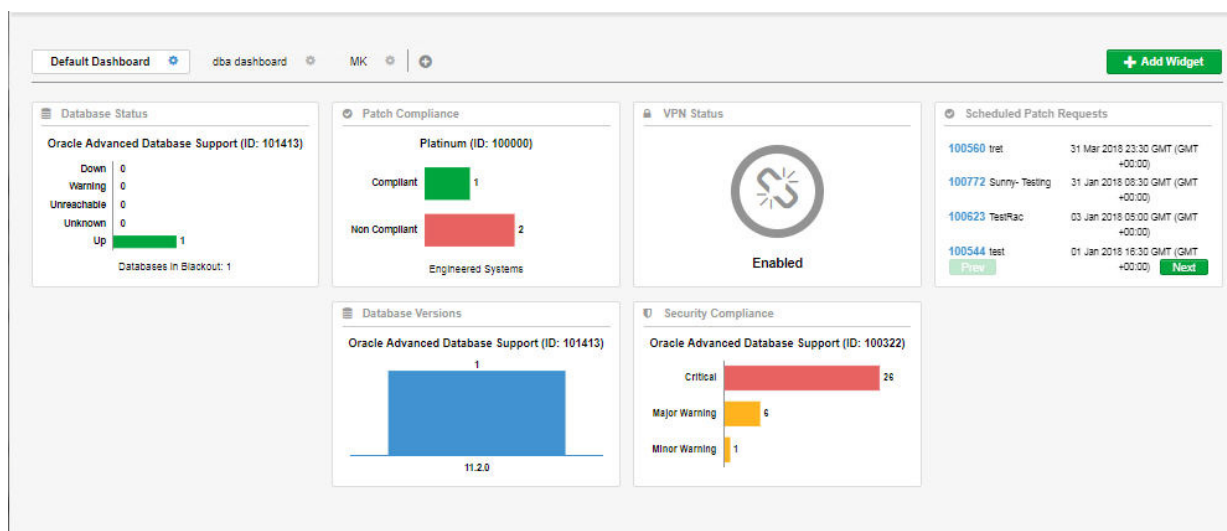 Default Dashboard
dba dashboard
MK
Add Widget
Database Status
Oracle Advanced Database Support (ID: 101413)
Down 0
Warning 0
Unreachable 0
Unknown 0
Up 1
Databases in Blackout: 1
Patch Compliance
Platinum (ID: 100000)
Compliant 1
Non Compliant 2
Engineered Systems
VPN Status
Enabled
Scheduled Patch Requests
100560 tret 31 Mar 2018 23:30 GMT (GMT
+00:00)
100772 Sunny- Testing 31 Jan 2018 08:30 GMT (GMT
+00:00)
100623 TestRac 03 Jan 2018 05:00 GMT (GMT
+00:00)
100544 test 01 Jan 2018 16:30 GMT (GMT
Prev +00:00) Next
Database Versions
Oracle Advanced Database Support (ID: 101413)
1
11.2.0
Security Compliance
Oracle Advanced Database Support (ID: 100322)
Critical 26
Major Warning 6
Minor Warning 1